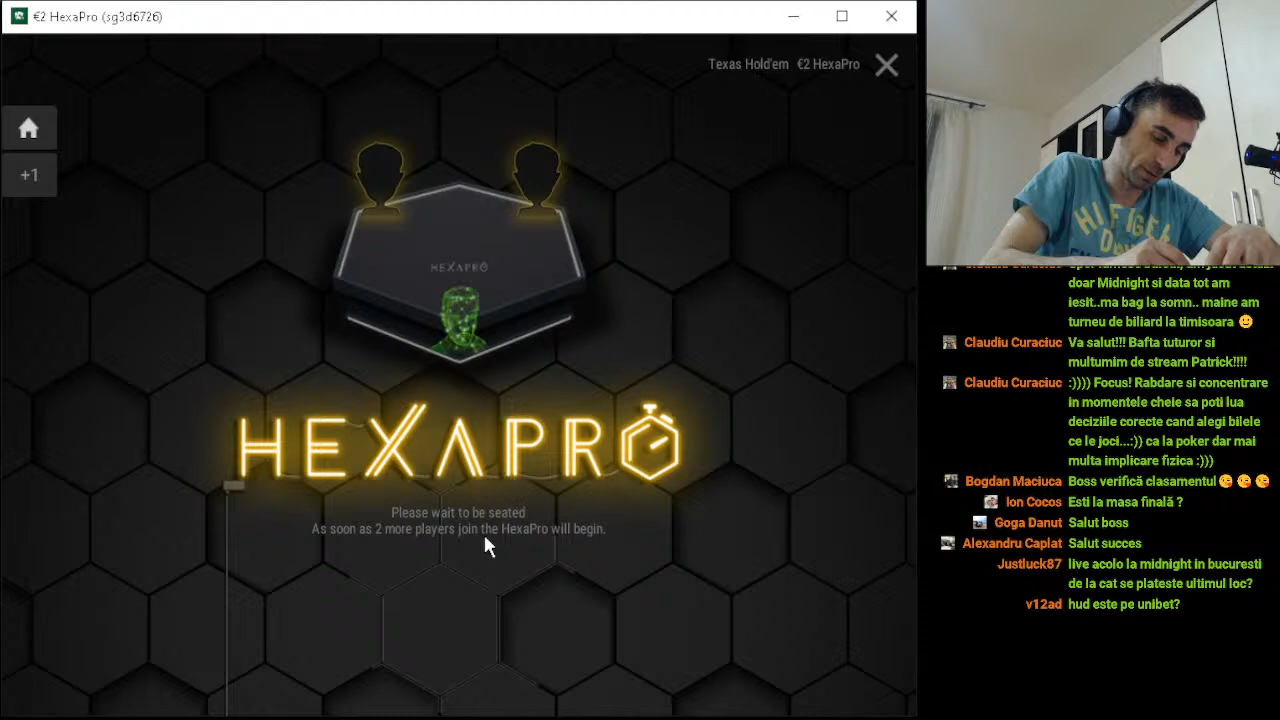 €2 HexaPro (sg3d6726)
Texas Hold'em €2 HexaPro
+1
HEXAPRO
HEXAPRO
Please wait to be seated
As soon as 2 more players join the HexaPro will begin.
HILFIGER
doar Midnight si data tot am
iesit..ma bag la somn.. maine am
turneu de biliard la timisoara
Claudiu Curaciuc Va salut!!! Bafta tuturor si
multumim de stream Patrick!!!!
Claudiu Curaciuc :)))) Focus! Rabdare si concentrare
in momentele cheie sa poti lua
deciziile corecte cand alegi bilele
ce le joci...:)) ca la poker dar mai
multa implicare fizica :)))
Bogdan Maciuca Boss verifică clasamentul😘😘😘
Ion Cocos Esti la masa finală ?
Goga Danut Salut boss
Alexandru Caplat Salut succes
Justluck87 live acolo la midnight in bucuresti
de la cat se plateste ultimul loc?
v12ad hud este pe unibet?